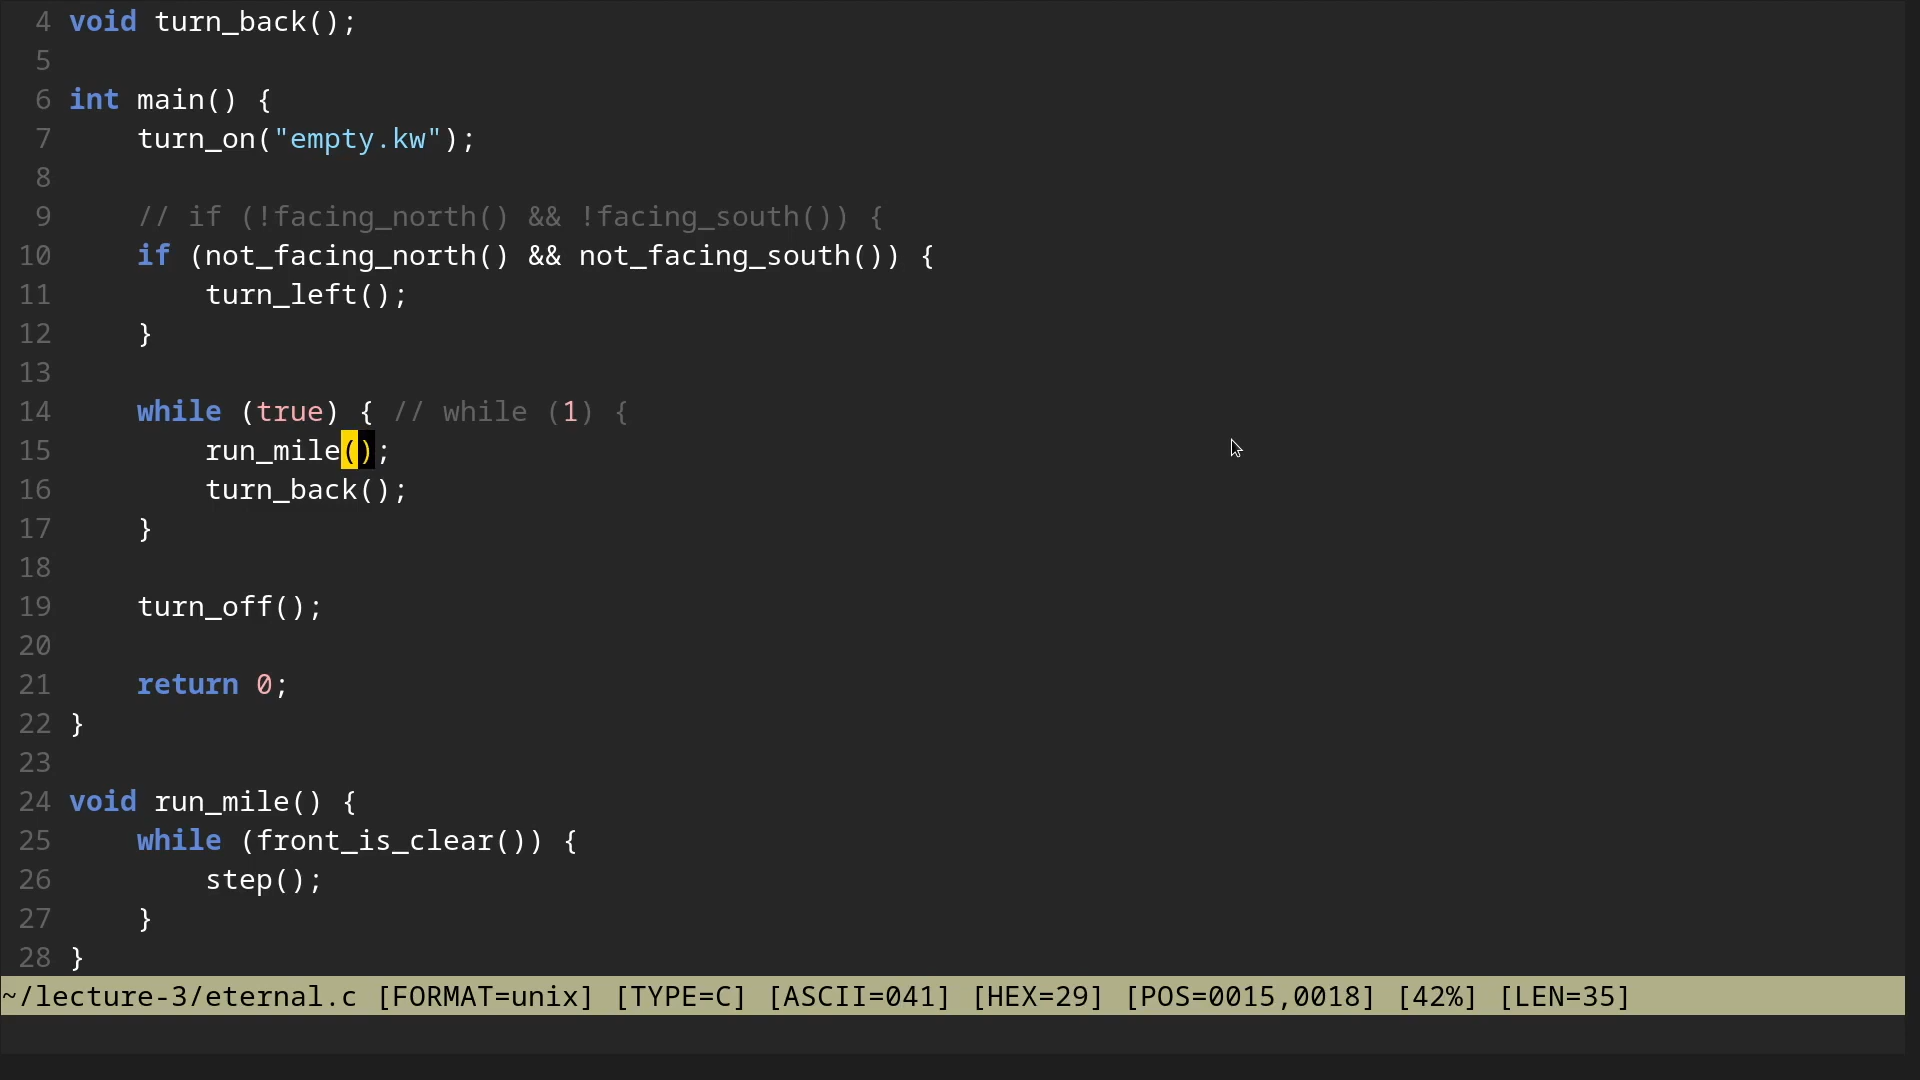 4 void turn_back();
5
6 int main() {
7     turn_on("empty.kw");
8
9     // if (!facing_north() && !facing_south()) {
10     if (not_facing_north() && not_facing_south()) {
11         turn_left();
12     }
13
14     while (true) { // while (1) {
15         run_mile();
16         turn_back();
17     }
18
19     turn_off();
20
21     return 0;
22 }
23
24 void run_mile() {
25     while (front_is_clear()) {
26         step();
27     }
28 }
~/lecture-3/eternal.c [FORMAT=unix] [TYPE=C] [ASCII=041] [HEX=29] [POS=0015,0018] [42%] [LEN=35]